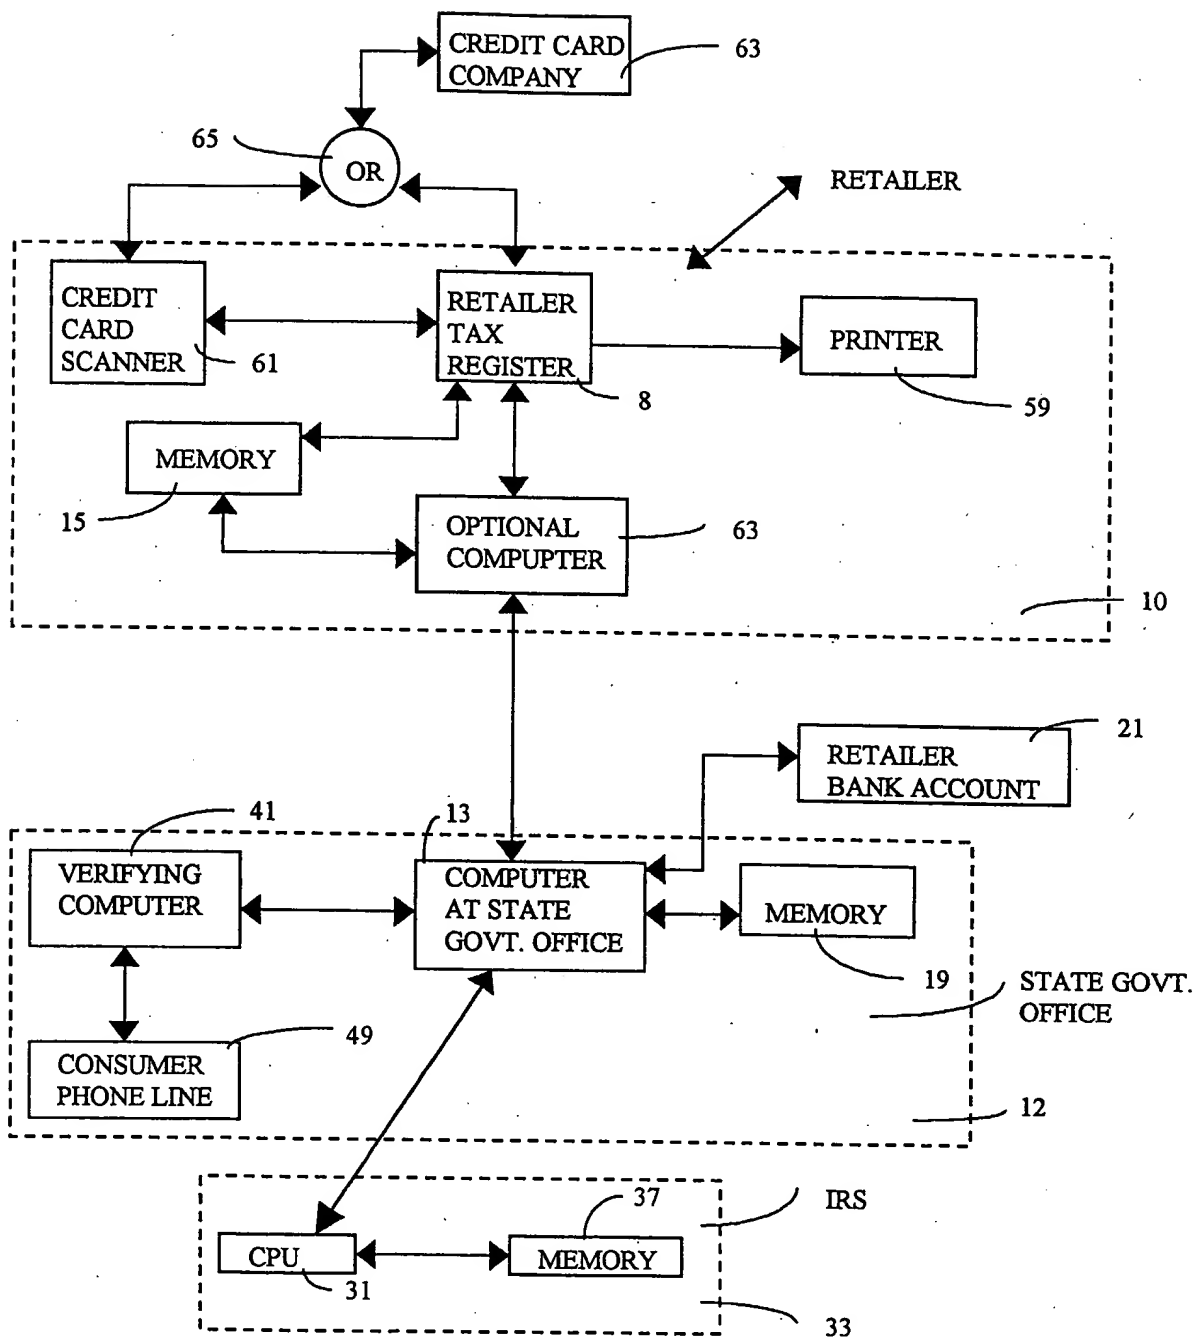 CREDIT CARD
COMPANY
63
65
OR
RETAILER
CREDIT
CARD
SCANNER
61
RETAILER
TAX
REGISTER
8
PRINTER
59
MEMORY
15
OPTIONAL
COMPUPTER
63
10
21
RETAILER
BANK ACCOUNT
41
13
VERIFYING
COMPUTER
COMPUTER
AT STATE
GOVT. OFFICE
MEMORY
19
STATE GOVT.
OFFICE
49
CONSUMER
PHONE LINE
12
37
IRS
CPU
31
MEMORY
33